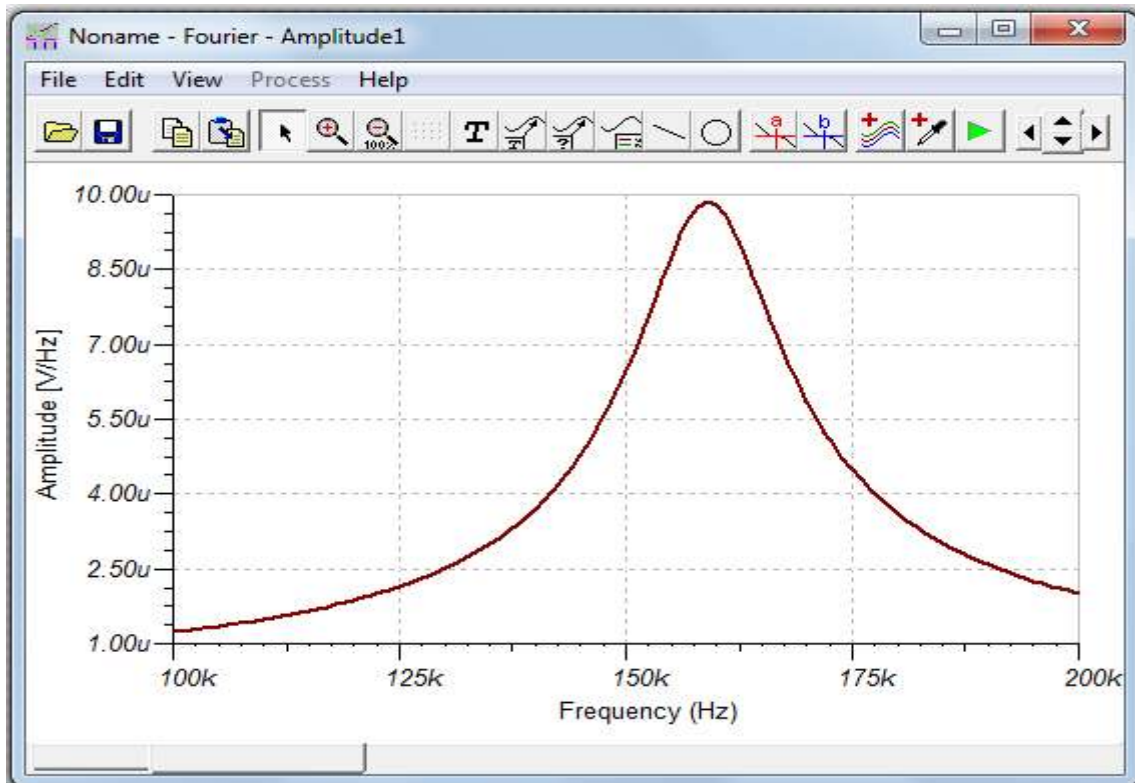 Noname - Fourier - Amplitude1
File Edit View Process Help
100% T T ? a b
10.00u
8.50u
7.00u
5.50u
4.00u
2.50u
1.00u
Amplitude [V/Hz]
100k 125k 150k 175k 200k
Frequency (Hz)